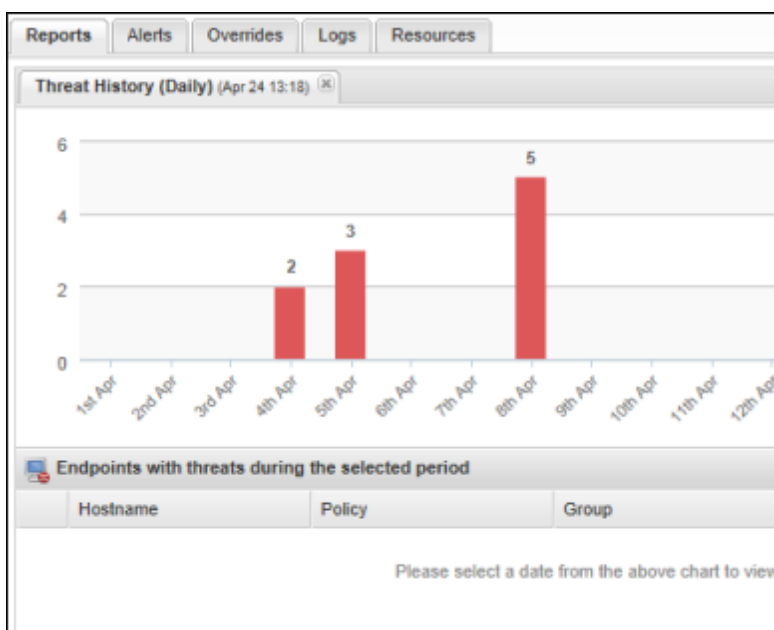 Reports Alerts Overrides Logs Resources
Threat History (Daily) (Apr 24 13:18)
6
5
4
3
2
2
0
1st Apr 2nd Apr 3rd Apr 4th Apr 5th Apr 6th Apr 7th Apr 8th Apr 9th Apr 10th Apr 11th Apr 12th Apr
Endpoints with threats during the selected period
Hostname Policy Group
Please select a date from the above chart to view